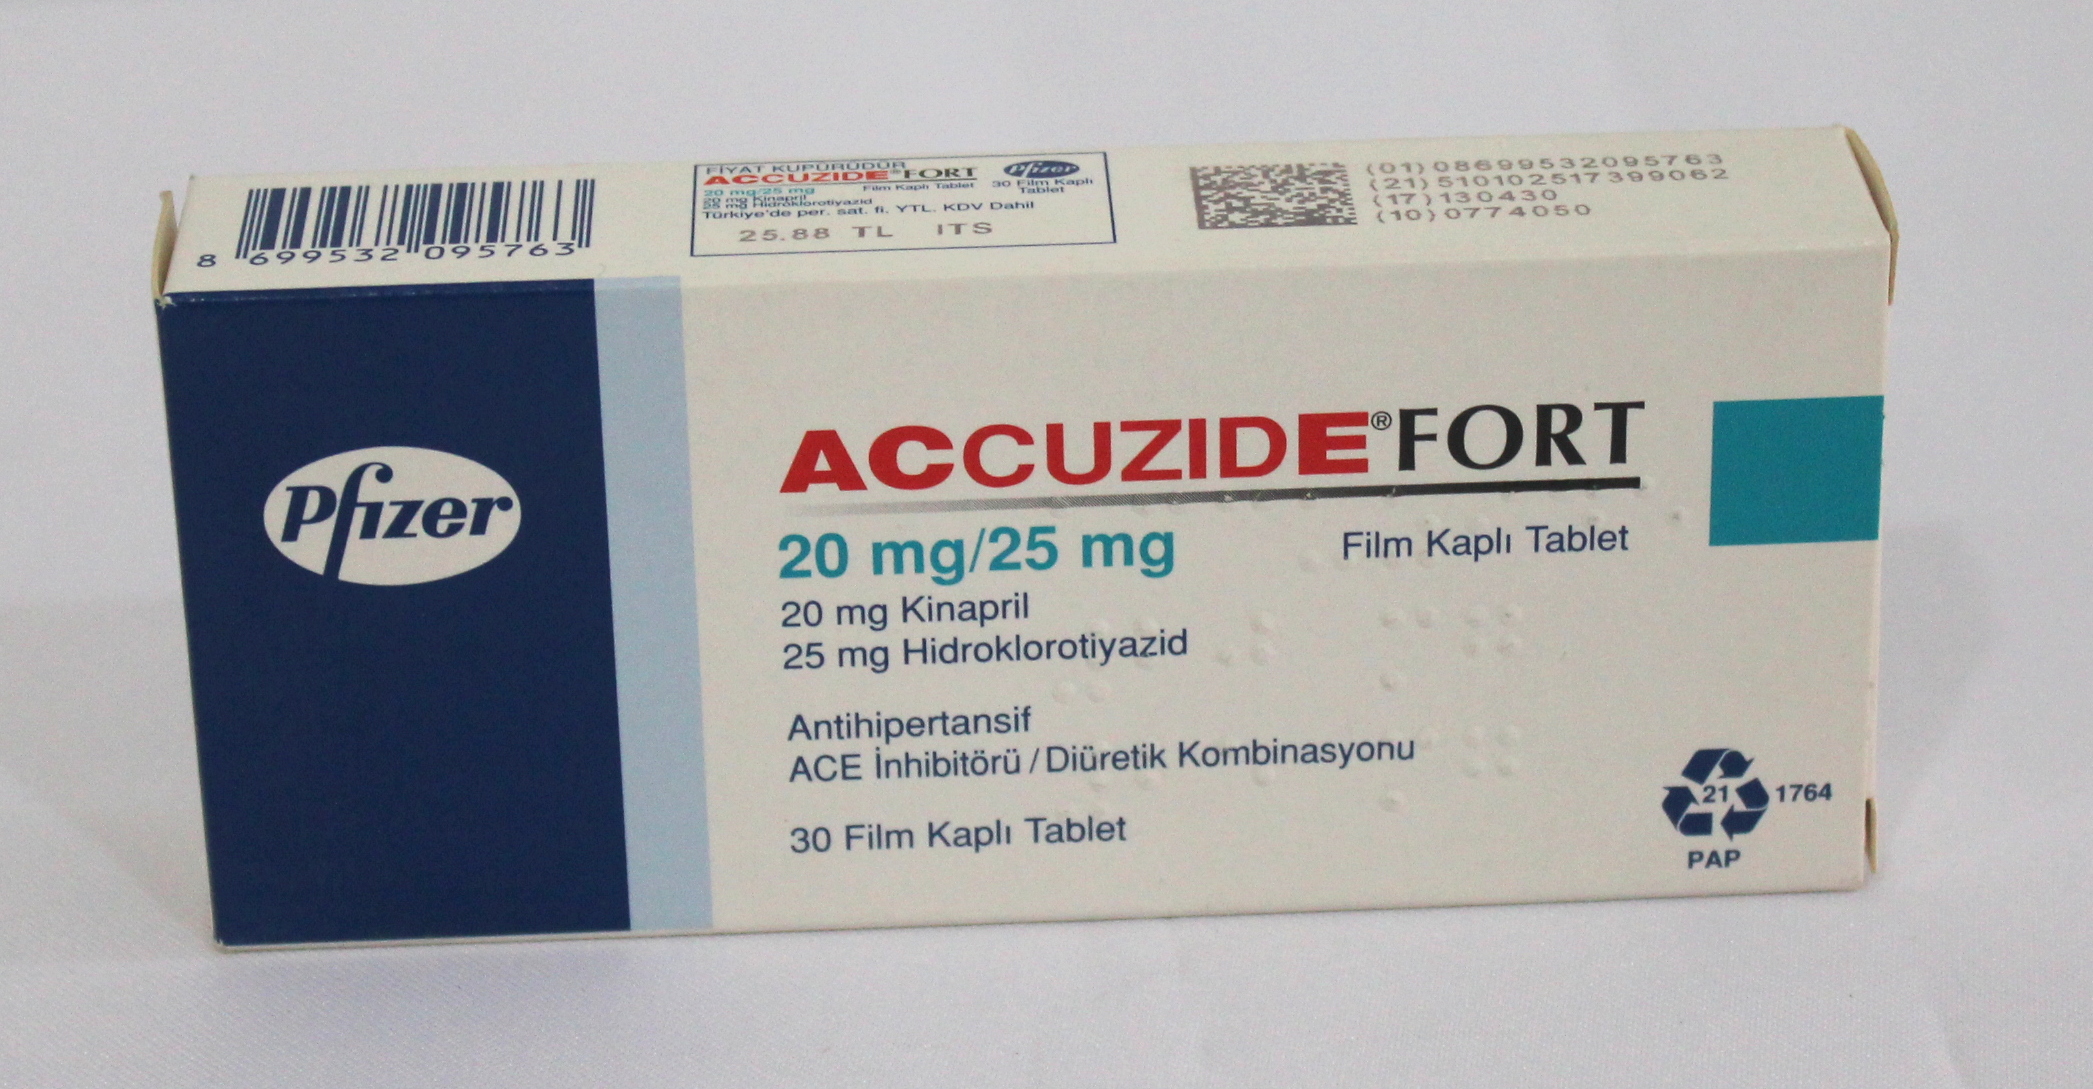 8 699532 095763
FİYAT KUPÜRÜDÜR
ACCUZIDE®FORT
Pfizer
20 mg/25 mg Film Kaplı Tablet 30 Film Kaplı
Tablet
20 mg Kinapril
25 mg Hidroklorotiyazid
Türkiye'de per. sat. fi. YTL. KDV Dahil
25.88 TL ITS
(01)08699532095763
(21)510102517399062
(17)130430
(10)0774050
Pfizer
ACCUZIDE®FORT
20 mg/25 mg Film Kaplı Tablet
20 mg Kinapril
25 mg Hidroklorotiyazid
Antihipertansif
ACE İnhibitörü / Diüretik Kombinasyonu
30 Film Kaplı Tablet
21 1764
PAP